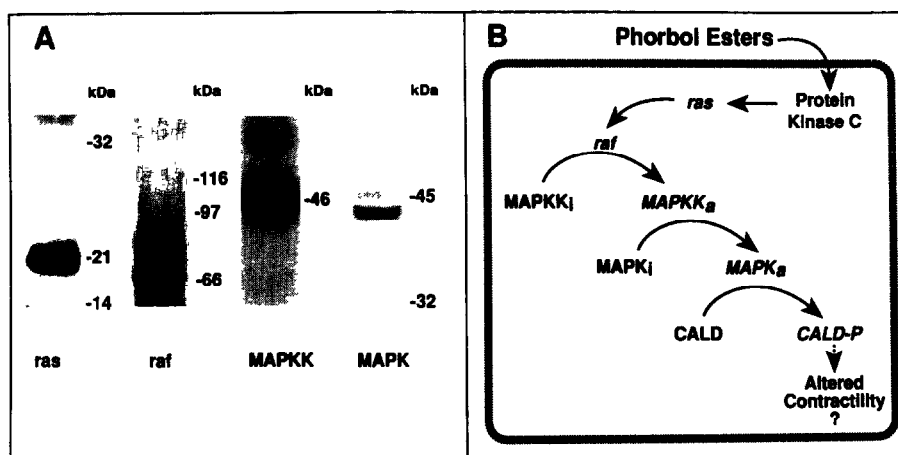 A
kDa kDa kDa kDa
-32
-116
-97
-46
-45
-21
-66
-14
-32
ras raf MAPKK MAPK
B
Phorbol Esters
ras
Protein
Kinase C
raf
MAPKKi
MAPKKa
MAPKi
MAPKa
CALD
CALD-P
Altered
Contractility
?